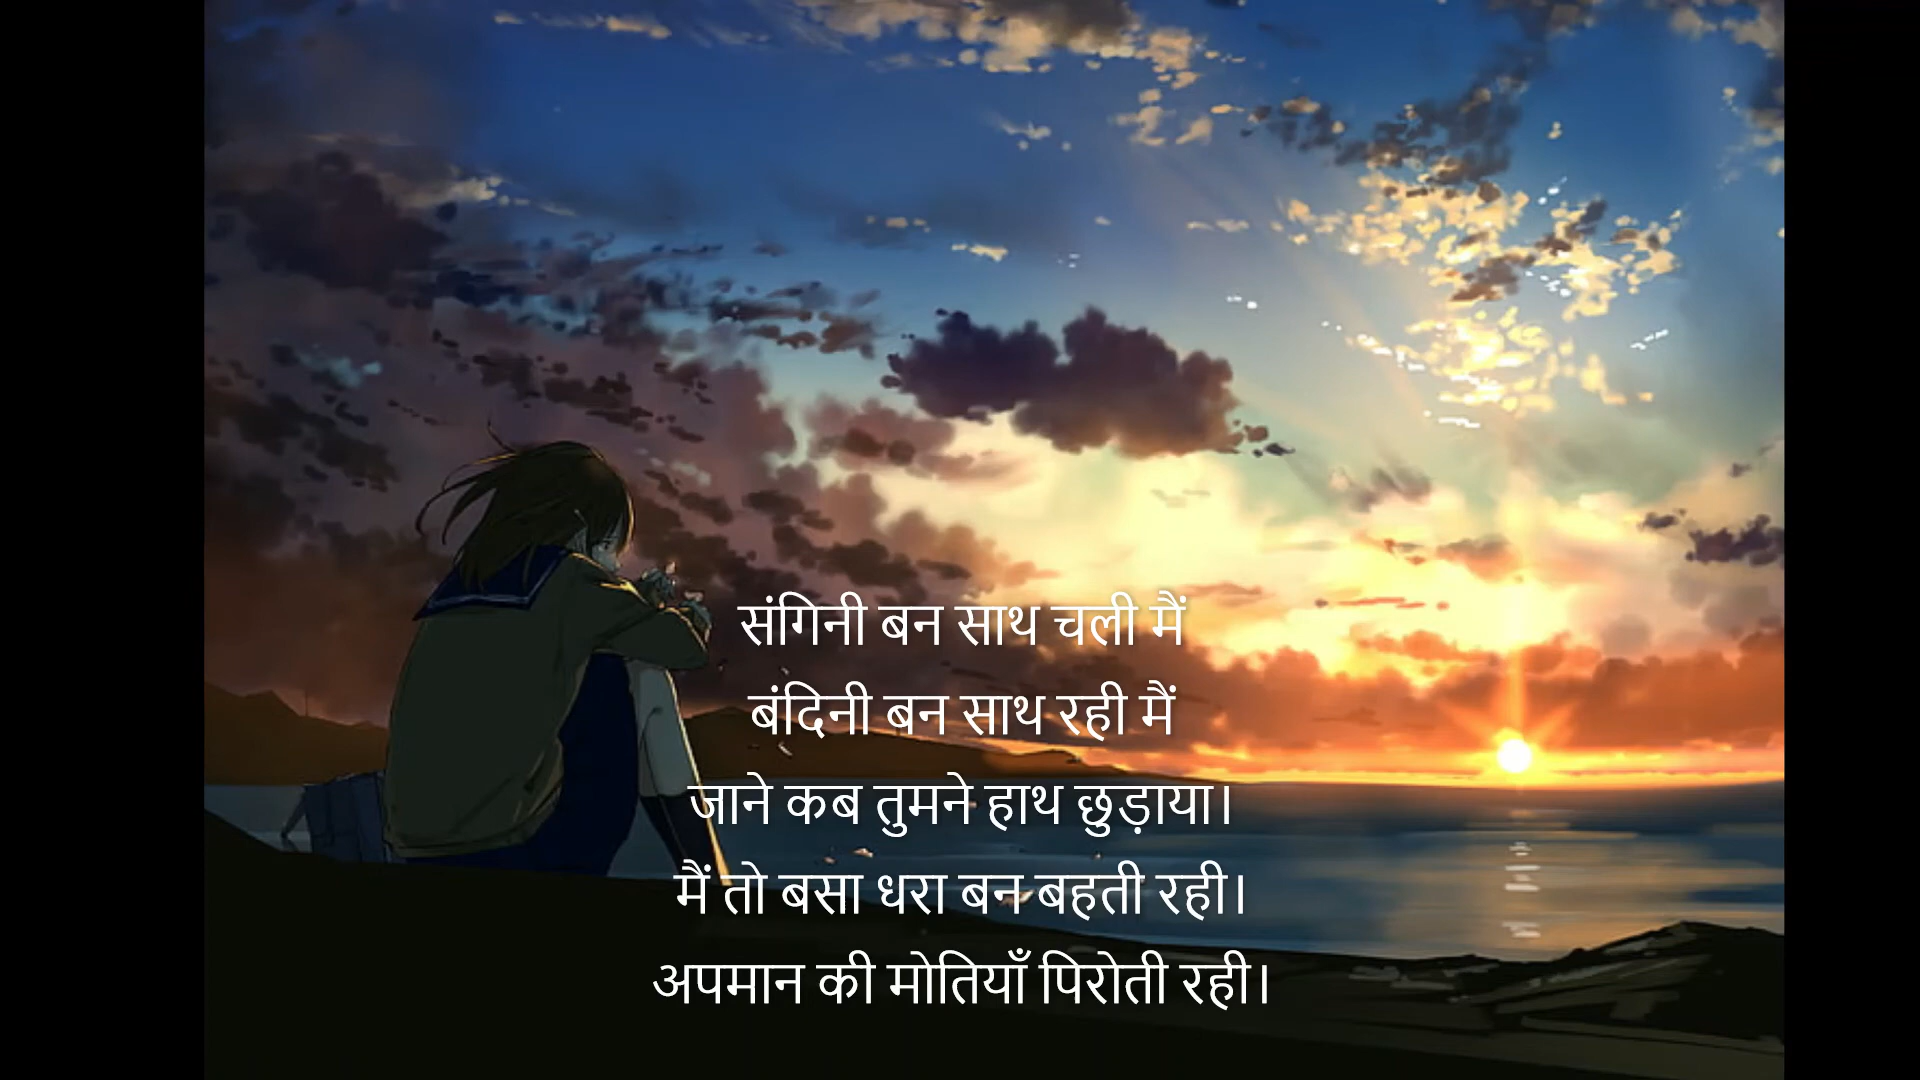 संगिनी बन साथ चली मैं
बंदिनी बन साथ रही मैं
जाने कब तुमने हाथ छुड़ाया।
मैं तो बसा धरा बन बहती रही।
अपमान की मोतियाँ पिरोती रही।